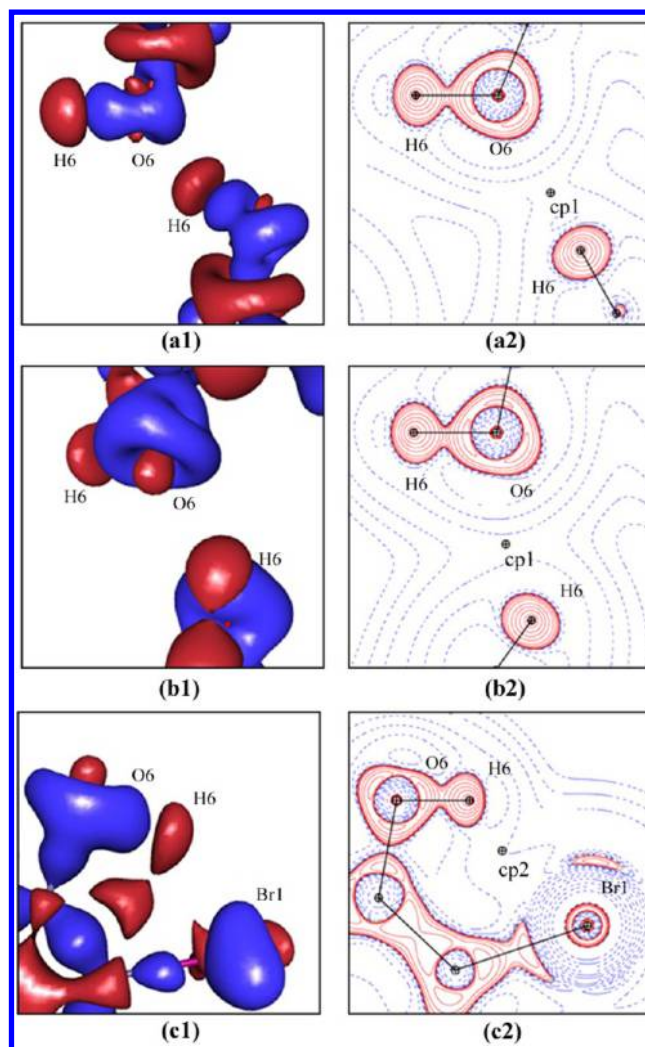 H6 O6
H6
(a1)
H6 O6
cp1
H6
(a2)
H6 O6
H6
(b1)
H6 O6
cp1
H6
(b2)
O6
H6
Br1
(c1)
O6 H6
cp2
Br1
(c2)